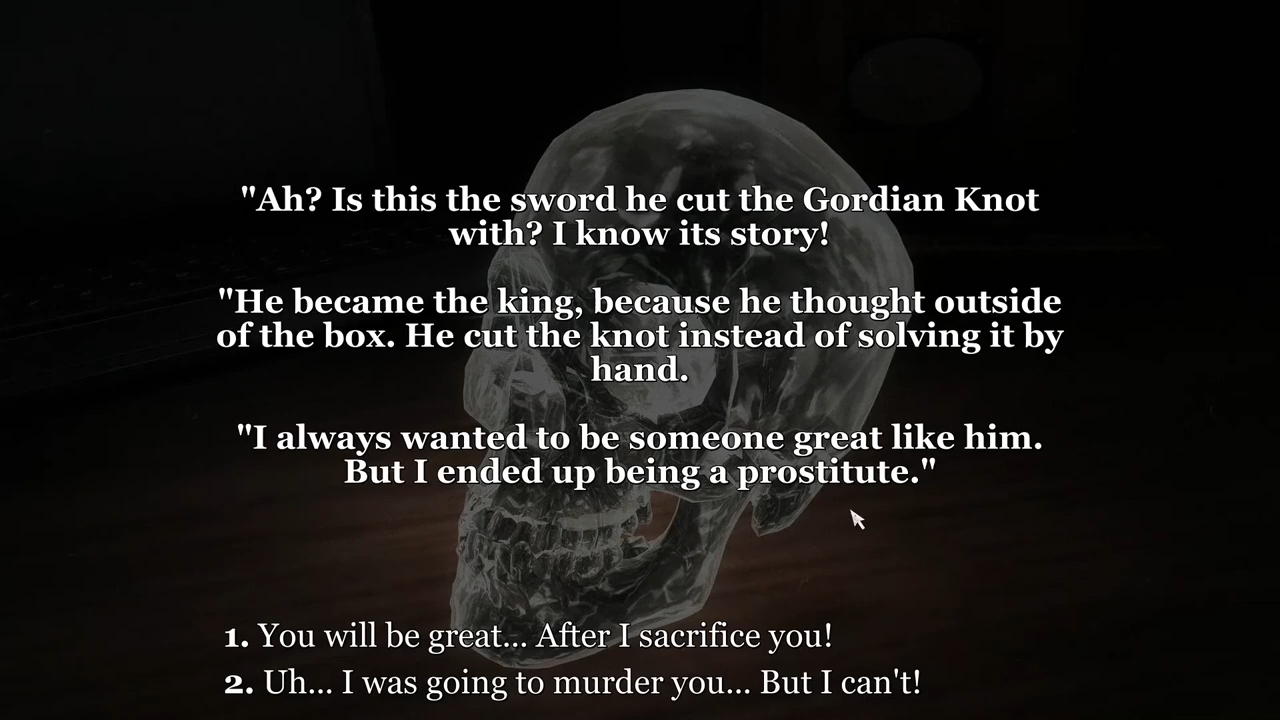 "Ah? Is this the sword he cut the Gordian Knot
with? I know its story!
"He became the king, because he thought outside
of the box. He cut the knot instead of solving it by
hand.
"I always wanted to be someone great like him.
But I ended up being a prostitute."
1. You will be great... After I sacrifice you!
2. Uh... I was going to murder you... But I can't!